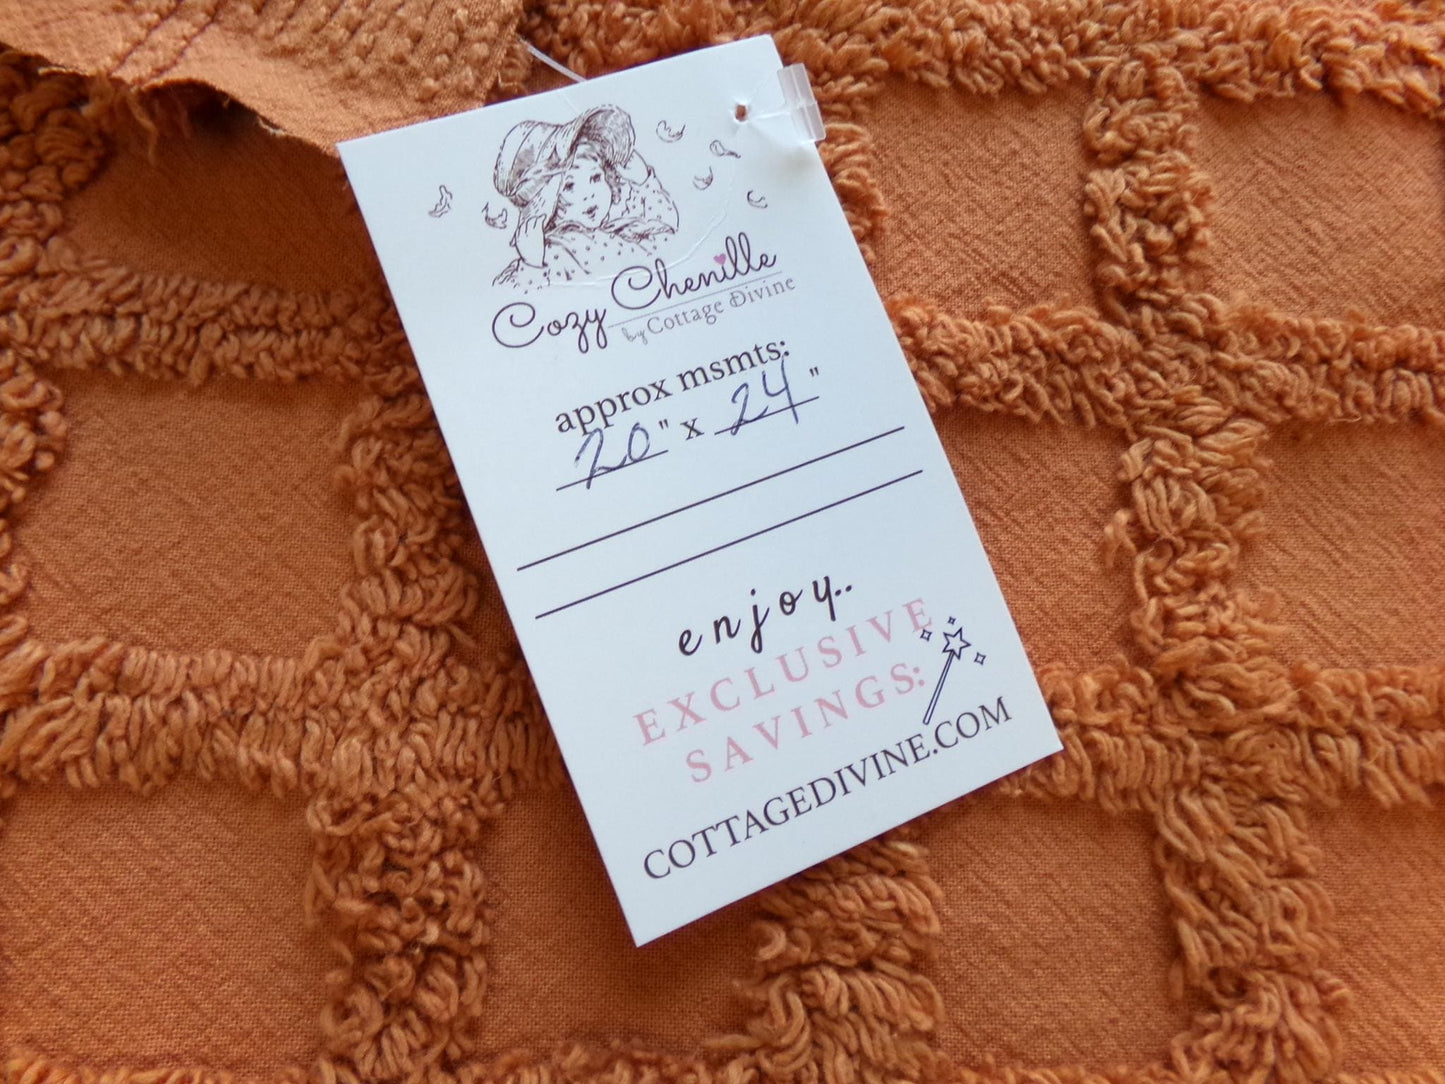 Cozy Chenille
by Cottage Divine
approx msmts:
20" x 24"
enjoy..
EXCLUSIVE
SAVINGS:
COTTAGEDIVINE.COM